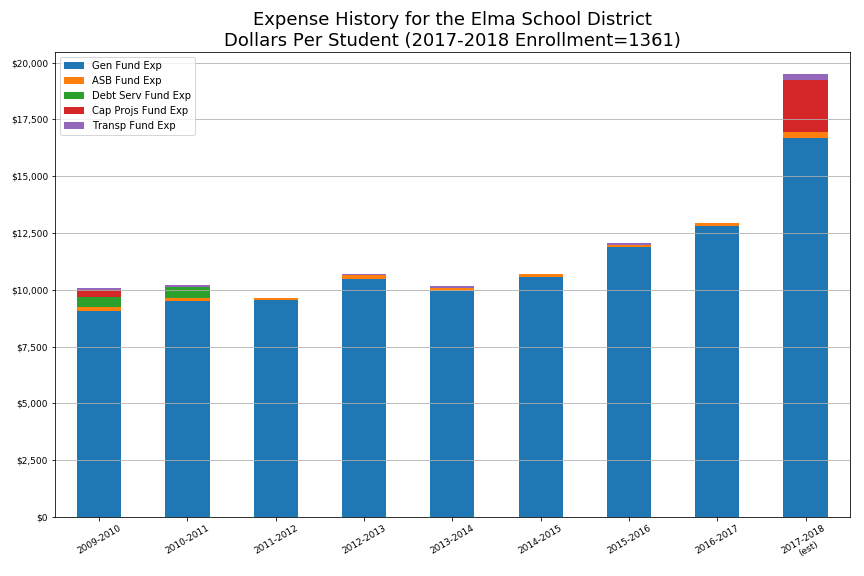 Expense History for the Elma School District
Dollars Per Student (2017-2018 Enrollment=1361)
Gen Fund Exp
ASB Fund Exp
Debt Serv Fund Exp
Cap Projs Fund Exp
Transp Fund Exp
$20,000
$17,500
$15,000
$12,500
$10,000
$7,500
$5,000
$2,500
$0
2009-2010
2010-2011
2011-2012
2012-2013
2013-2014
2014-2015
2015-2016
2016-2017
2017-2018
(est)